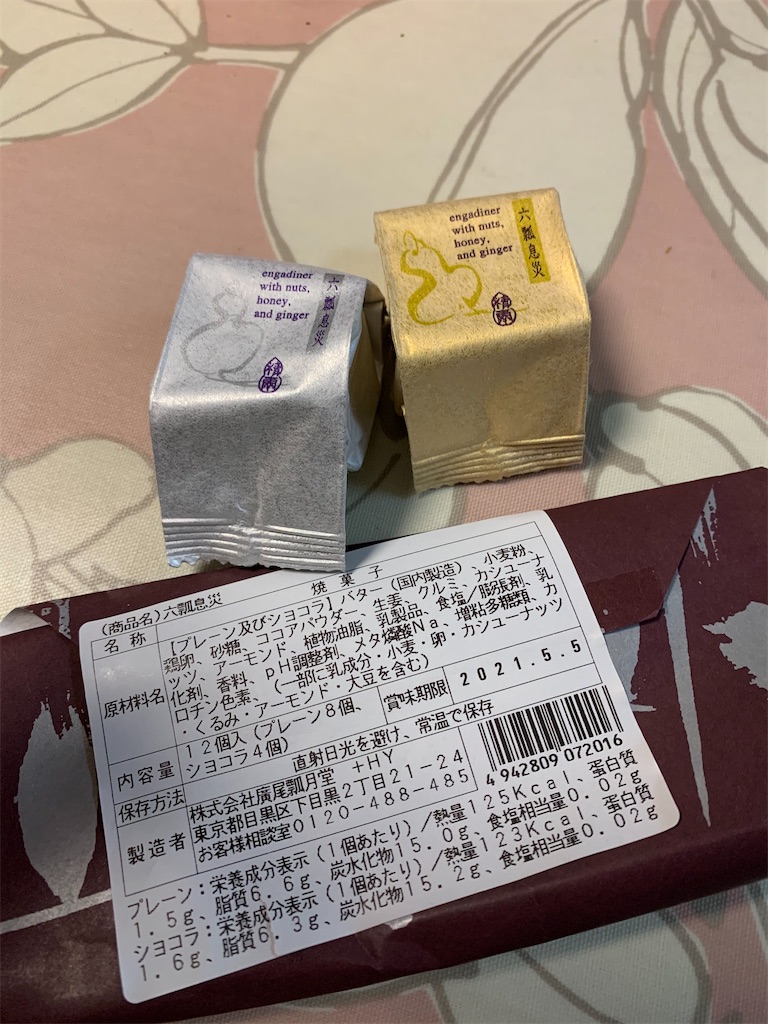 engadiner
with nuts,
honey,
and ginger
六瓢息災
engadiner
with nuts,
honey,
and ginger
六瓢息災
(商品名)六瓢息災
名称 焼菓子
原材料名 【プレーン及びショコラ】バター(国内製造)、小麦粉、
鶏卵、砂糖、ココアパウダー、生姜、クルミ、カシューナ
ッツ、アーモンド、植物油脂、乳製品、食塩/膨張剤、乳
化剤、香料、pH調整剤、メタ燐酸Na、増粘多糖類、カ
ロチン色素、(一部に乳成分・小麦・卵・カシューナッツ
・くるみ・アーモンド・大豆を含む)
内容量 12個入(プレーン8個、
ショコラ4個)
賞味期限 2021.5.5
保存方法 直射日光を避け、常温で保存
製造者 株式会社廣尾瓢月堂 +HY
東京都目黒区下目黒2丁目21-24
お客様相談室0120-488-485
4 942809 072016
プレーン:栄養成分表示(1個あたり)/熱量125Kcal、蛋白質
1.5g、脂質6.6g、炭水化物15.0g、食塩相当量0.02g
ショコラ:栄養成分表示(1個あたり)/熱量123Kcal、蛋白質
1.6g、脂質6.3g、炭水化物15.2g、食塩相当量0.02g